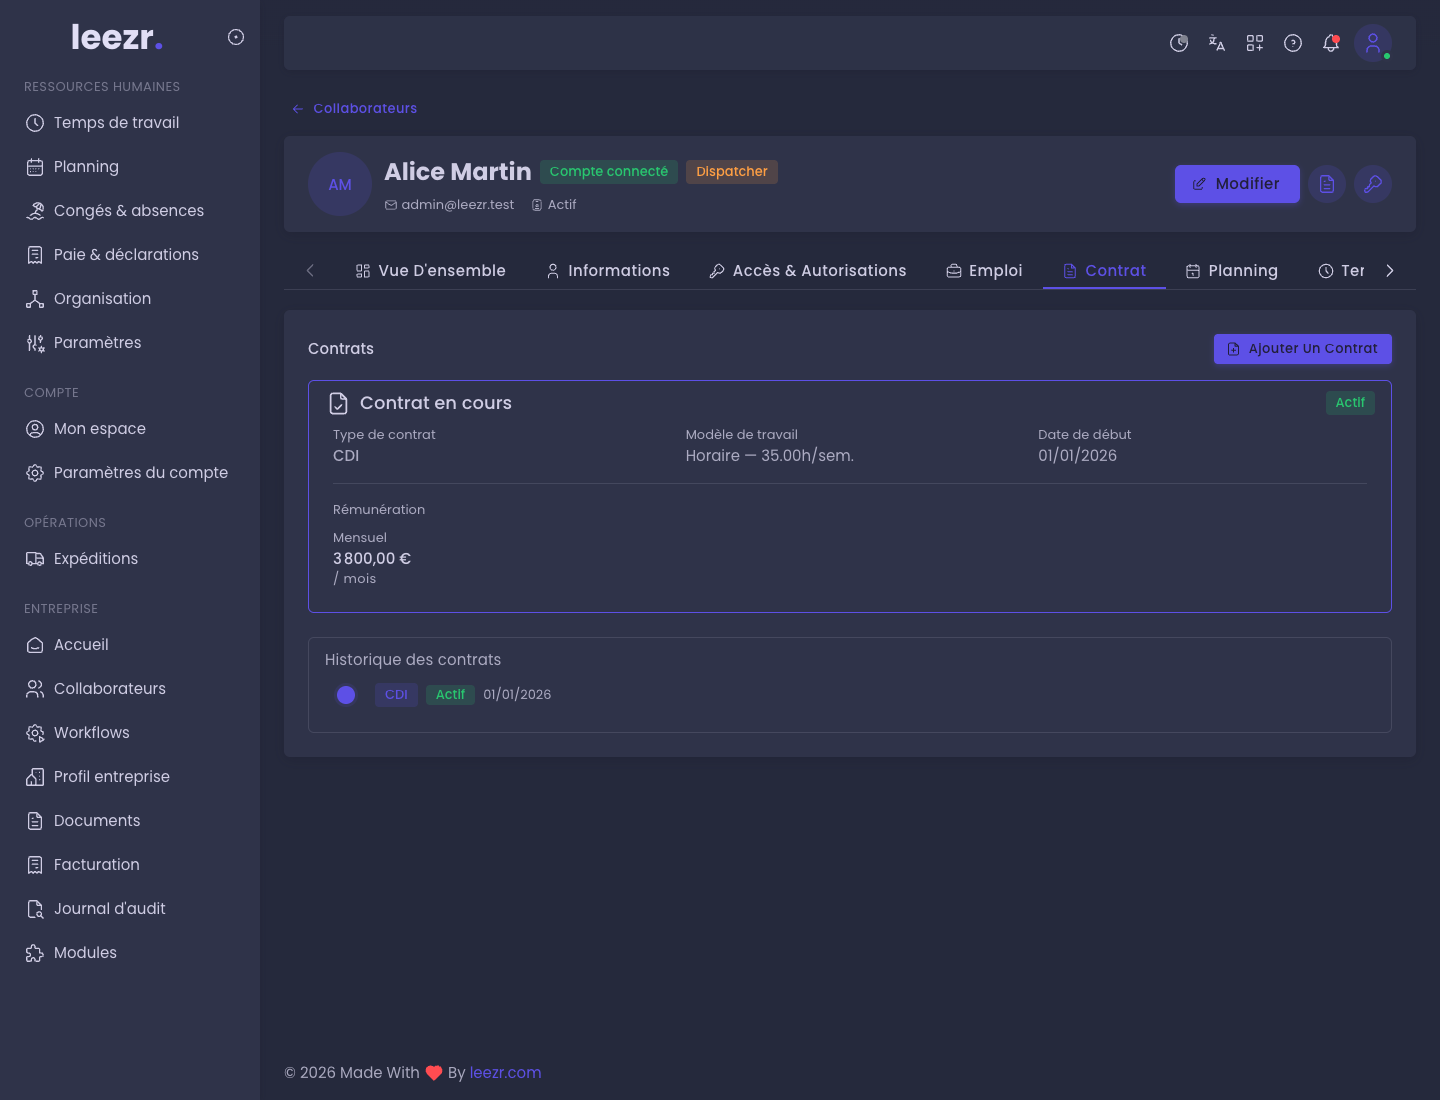 leezr.
RESSOURCES HUMAINES
Temps de travail
Planning
Congés & absences
Paie & déclarations
Organisation
Paramètres
COMPTE
Mon espace
Paramètres du compte
OPÉRATIONS
Expéditions
ENTREPRISE
Accueil
Collaborateurs
Workflows
Profil entreprise
Documents
Facturation
Journal d'audit
Modules
Collaborateurs
AM
Alice Martin Compte connecté Dispatcher
admin@leezr.test Actif
Modifier
Vue D'ensemble Informations Accès & Autorisations Emploi Contrat Planning Ter
Contrats
Ajouter Un Contrat
Contrat en cours
Actif
Type de contrat
CDI
Modèle de travail
Horaire — 35.00h/sem.
Date de début
01/01/2026
Rémunération
Mensuel
3 800,00 €
/ mois
Historique des contrats
CDI Actif 01/01/2026
© 2026 Made With By leezr.com